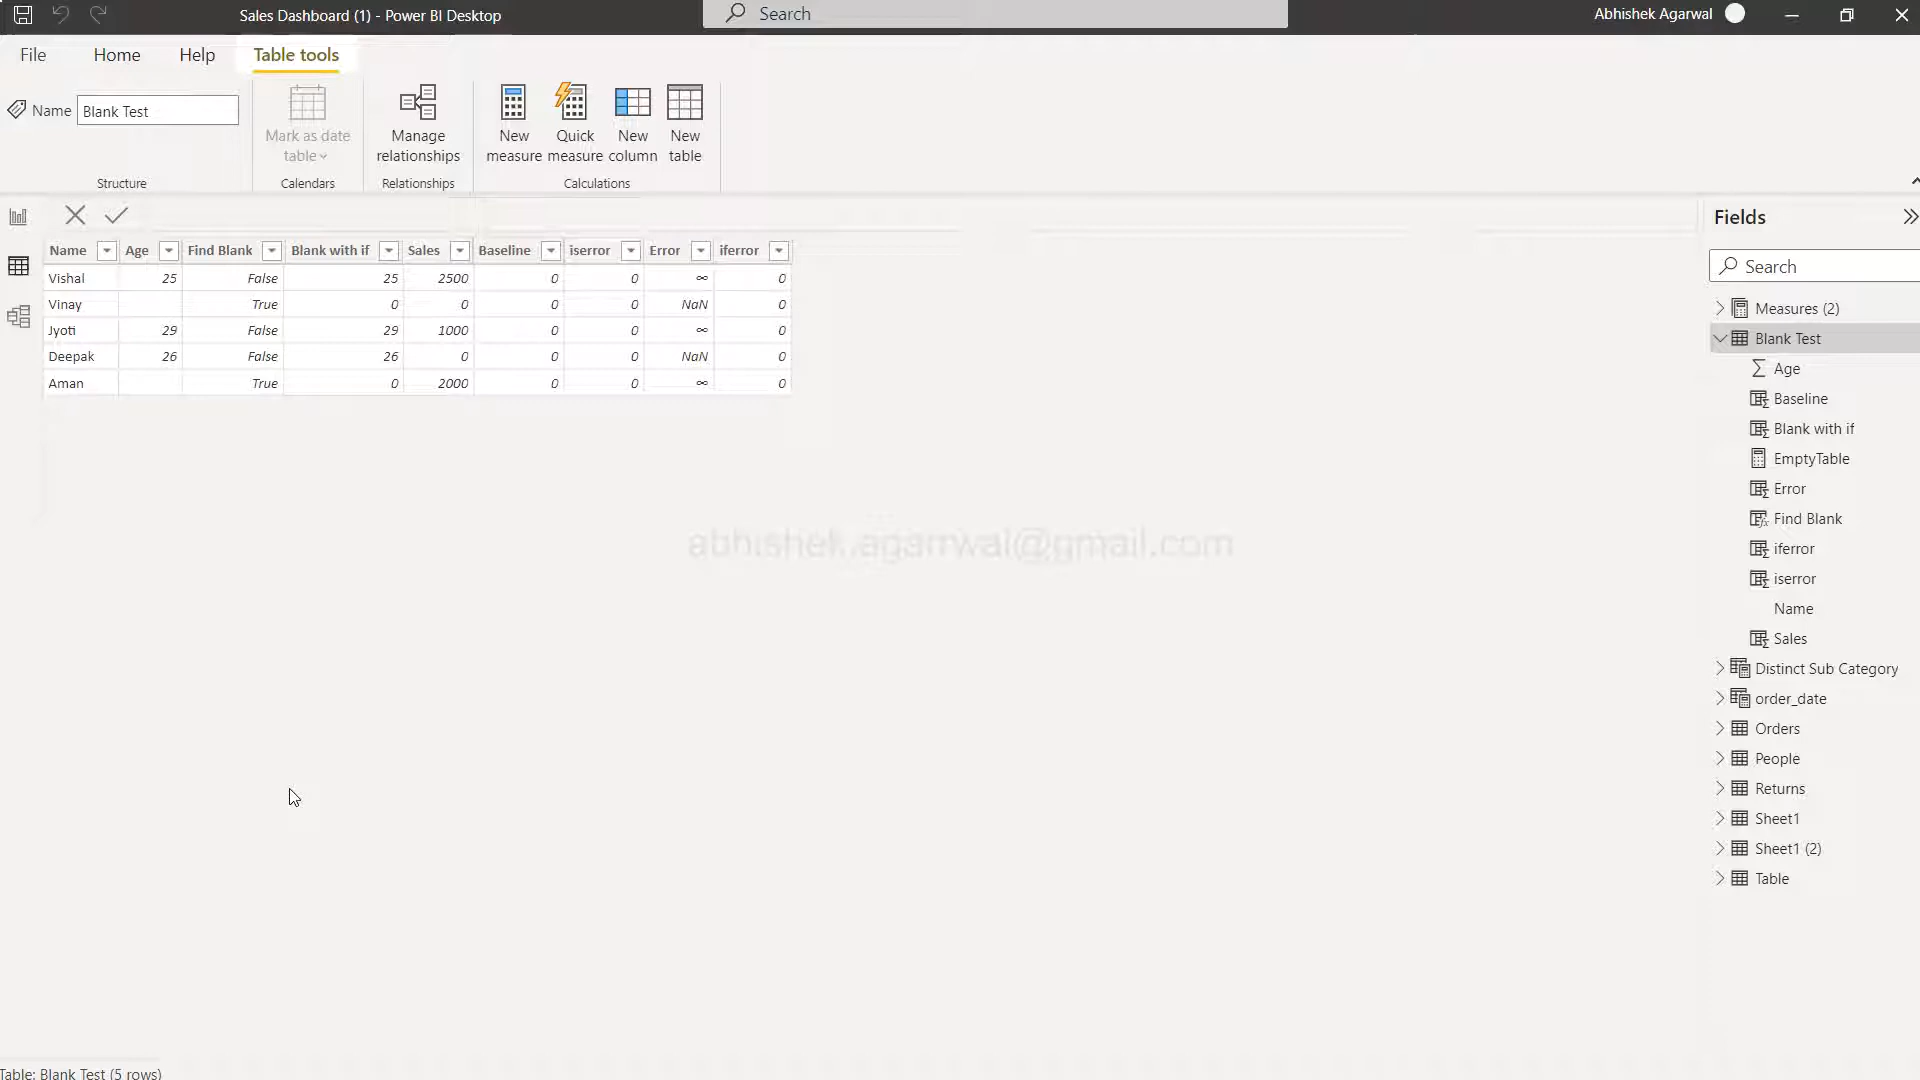 Sales Dashboard (1) - Power BI Desktop
Search
Abhishek Agarwal
File Home Help Table tools
Name Blank Test
Mark as date table
Manage relationships
New measure
Quick measure
New column
New table
Structure Calendars Relationships Calculations
Name Age Find Blank Blank with if Sales Baseline iserror Error iferror
Vishal 25 False 25 2500 0 0 ∞ 0
Vinay True 0 0 0 0 NaN 0
Jyoti 29 False 29 1000 0 0 ∞ 0
Deepak 26 False 26 0 0 0 NaN 0
Aman True 0 2000 0 0 ∞ 0
abhishek.agarrwal@gmail.com
Fields
Search
Measures (2)
Blank Test
Age
Baseline
Blank with if
EmptyTable
Error
Find Blank
iferror
iserror
Name
Sales
Distinct Sub Category
order_date
Orders
People
Returns
Sheet1
Sheet1 (2)
Table
Table: Blank Test (5 rows)